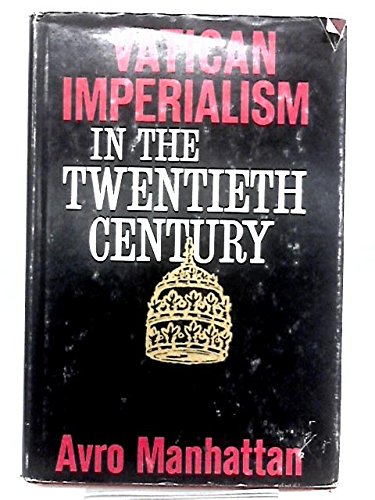 VATICAN
IMPERIALISM
IN THE
TWENTIETH
CENTURY
Avro Manhattan